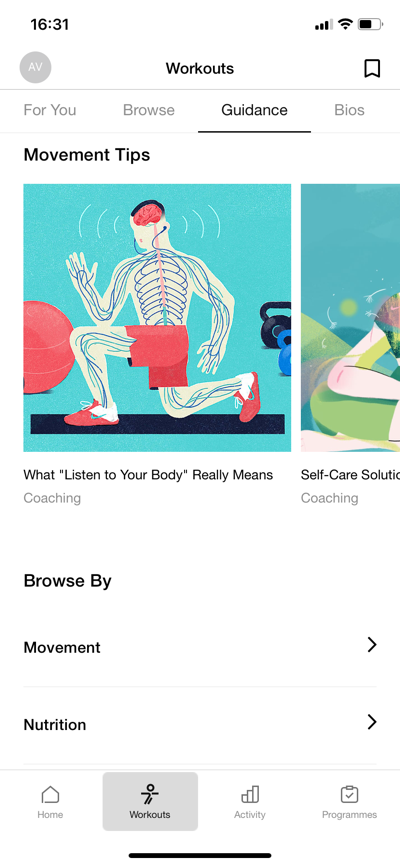 16:31
AV
Workouts
For You
Browse
Guidance
Bios
Movement Tips
What "Listen to Your Body" Really Means
Coaching
Self-Care
Coaching
Browse By
Movement
Nutrition
Home
Workouts
Activity
Programmes